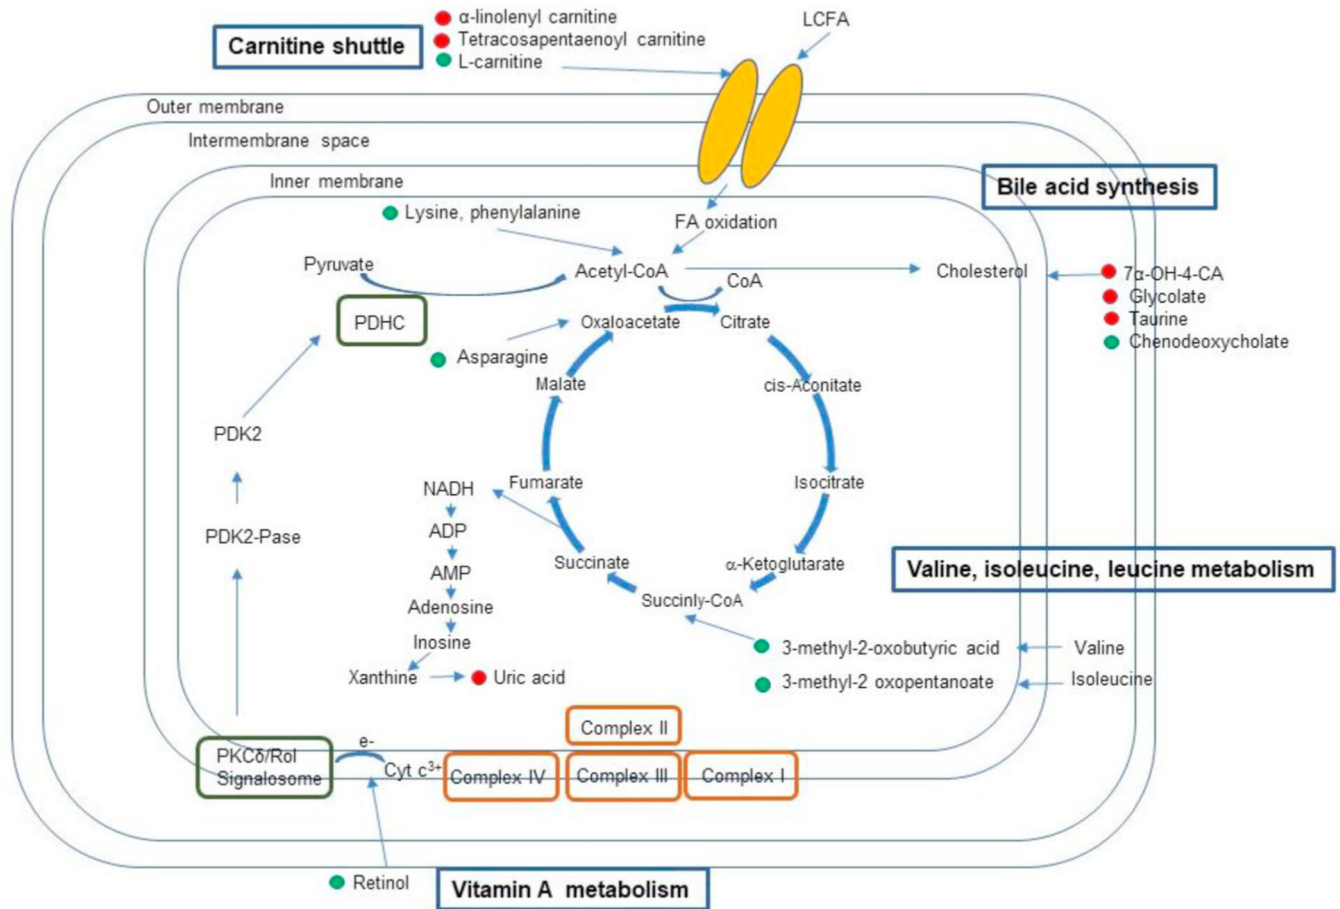 α-linolenyl carnitine
LCFA
Carnitine shuttle
Tetracosapentaenoyl carnitine
L-carnitine
Outer membrane
Intermembrane space
Inner membrane
Bile acid synthesis
Lysine, phenylalanine
FA oxidation
Pyruvate
Acetyl-CoA
CoA
Cholesterol
7α-OH-4-CA
Glycolate
Taurine
Chenodeoxycholate
PDHC
Oxaloacetate
Citrate
Asparagine
Malate
cis-Aconitate
PDK2
NADH
Fumarate
Isocitrate
ADP
PDK2-Pase
Succinate
α-Ketoglutarate
Valine, isoleucine, leucine metabolism
AMP
Adenosine
Succinly-CoA
Inosine
3-methyl-2-oxobutyric acid
Valine
Xanthine
Uric acid
3-methyl-2 oxopentanoate
Isoleucine
Complex II
e-
PKCδ/Rol
Signalosome
Cyt c³⁺
Complex IV
Complex III
Complex I
Retinol
Vitamin A metabolism